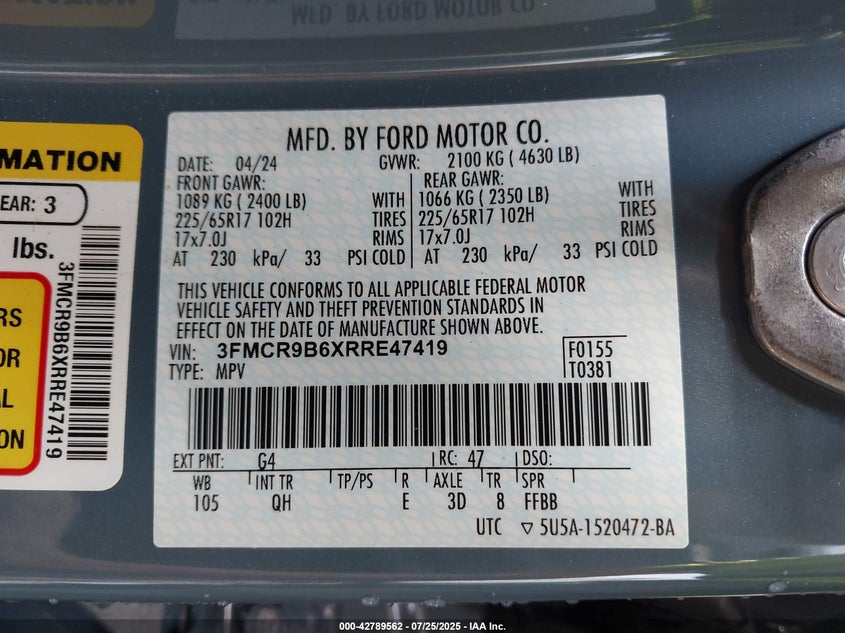 MFD. BY FORD MOTOR CO.
MFD. BY FORD MOTOR CO.
DATE: 04/24 GVWR: 2100 KG ( 4630 LB)
FRONT GAWR: REAR GAWR:
1089 KG ( 2400 LB) WITH 1066 KG ( 2350 LB) WITH
225/65R17 102H TIRES 225/65R17 102H TIRES
17x7.0J RIMS 17x7.0J RIMS
AT 230 kPa/ 33 PSI COLD AT 230 kPa/ 33 PSI COLD
THIS VEHICLE CONFORMS TO ALL APPLICABLE FEDERAL MOTOR
VEHICLE SAFETY AND THEFT PREVENTION STANDARDS IN
EFFECT ON THE DATE OF MANUFACTURE SHOWN ABOVE.
VIN: 3FMCR9B6XRRE47419 F0155
TYPE: MPV T0381
EXT PNT: G4 RC: 47 DSO:
WB INT TR TP/PS R AXLE TR SPR
105 QH E 3D 8 FFBB
UTC ▽ 5U5A-1520472-BA
RMATION
EAR: 3
lbs.
3FMCR9B6XRRE47419
RS
OR
AL
ION
000-42789562 - 07/25/2025 - IAA Inc.